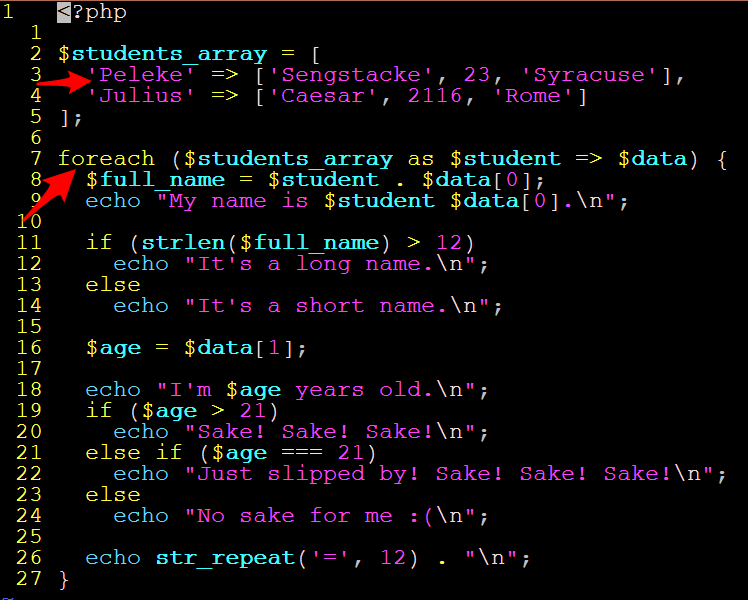 1   <?php
  1
  2 $students_array = [
  3   'Peleke' => ['Sengstacke', 23, 'Syracuse'],
  4   'Julius' => ['Caesar', 2116, 'Rome']
  5 ];
  6
  7 foreach ($students_array as $student => $data) {
  8   $full_name = $student . $data[0];
  9   echo "My name is $student $data[0].\n";
 10
 11   if (strlen($full_name) > 12)
 12     echo "It's a long name.\n";
 13   else
 14     echo "It's a short name.\n";
 15
 16   $age = $data[1];
 17
 18   echo "I'm $age years old.\n";
 19   if ($age > 21)
 20     echo "Sake! Sake! Sake!\n";
 21   else if ($age === 21)
 22     echo "Just slipped by! Sake! Sake! Sake!\n";
 23   else
 24     echo "No sake for me :(\n";
 25
 26   echo str_repeat('=', 12) . "\n";
 27 }
~